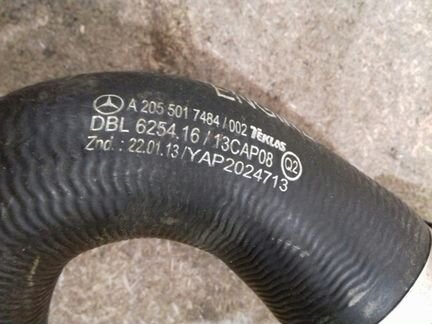 A 205 501 7484 / 002 TEKLAS
DBL 6254.16 / 13CAP08 Q2
Znd. : 22.01.13 / YAP2024713